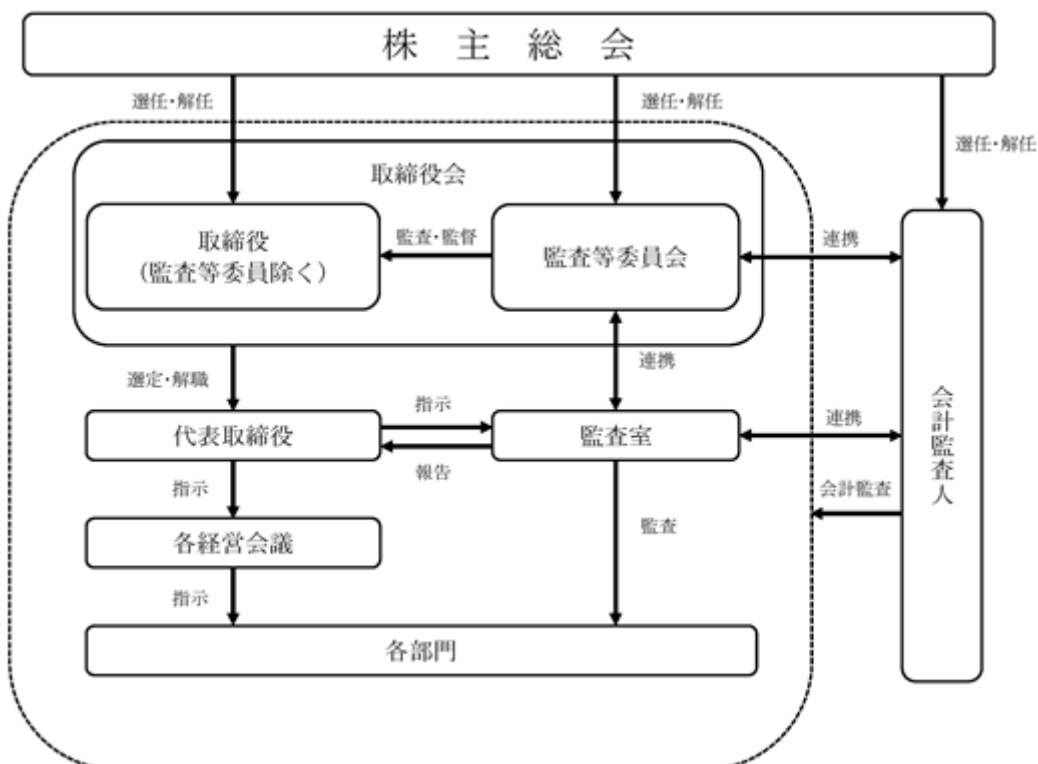 株 主 総 会
選任・解任
選任・解任
選任・解任
取締役会
取締役
（監査等委員除く）
監査・監督
監査等委員会
連携
連携
選定・解職
代表取締役
指示
報告
監査室
連携
会計監査人
指示
会計監査
各経営会議
監査
指示
各部門